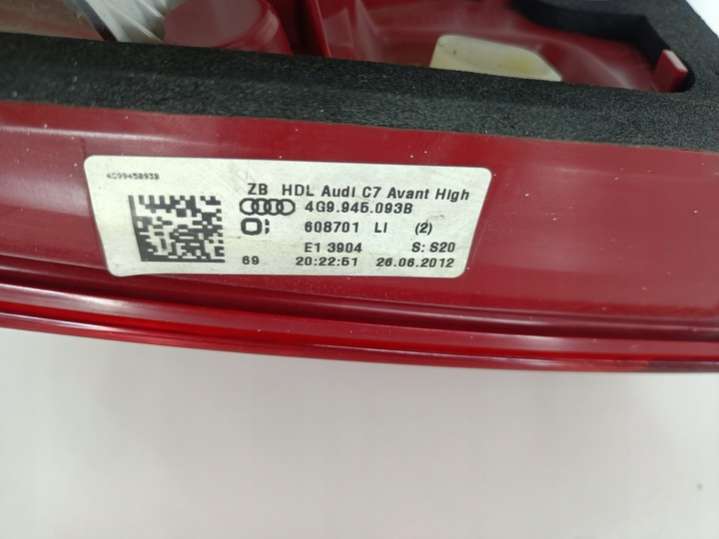 4G9945093B
ZB HDL Audi C7 Avant High
4G9.945.093B
608701 LI (2)
E1 3904 S: S20
69 20:22:51 26.06.2012